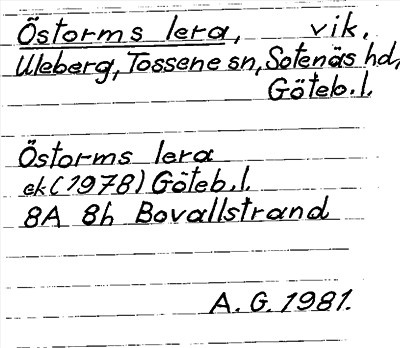 Östorms lera, vik.
Uleberg, Tossene sn, Sotenäs hd,
Göteb. l.
Östorms lera
ek (1978) Göteb. l.
8A 8h Bovallstrand
A. G. 1981.